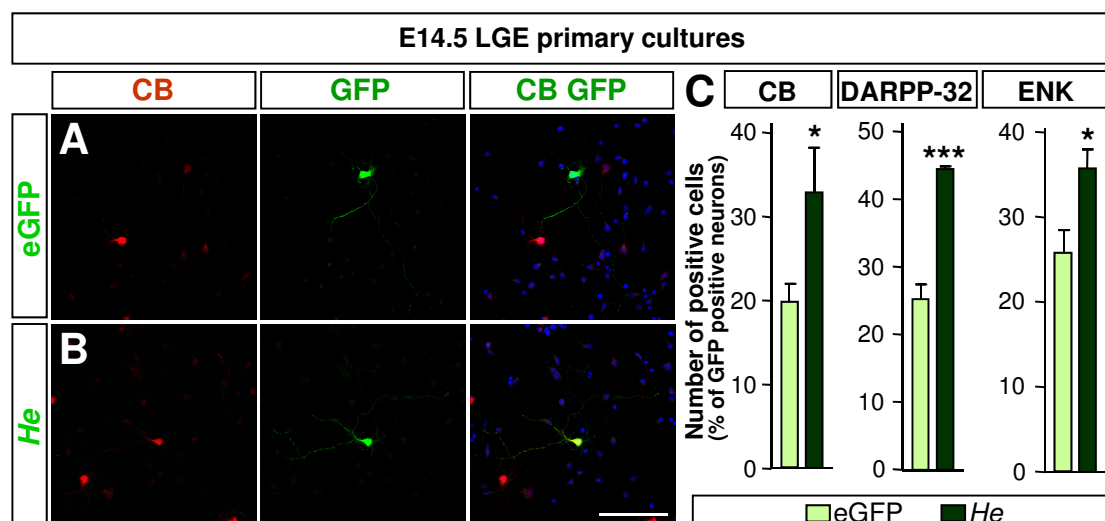 E14.5 LGE primary cultures
CB GFP CB GFP
C CB DARPP-32 ENK
eGFP
A
He
B
Number of positive cells
(% of GFP positive neurons)
40
30
20
10
0
*
50
40
30
20
10
0
***
40
30
20
10
0
*
eGFP He